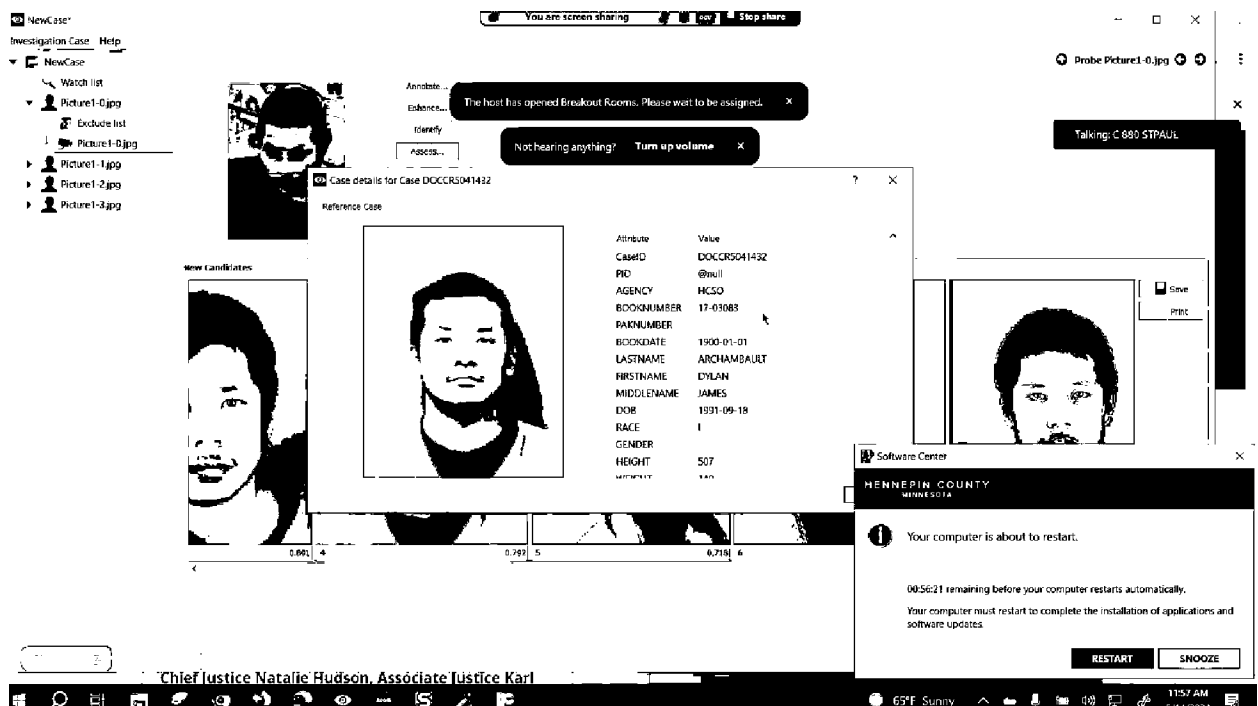 NewCase*
You are screen sharing
Stop share
Investigation Case Help
NewCase
Watch list
Picture1-0.jpg
Exclude list
Picture1-0.jpg
Picture1-1.jpg
Picture1-2.jpg
Picture1-3.jpg
Probe Picture1-0.jpg
Annotate...
Enhance...
Identify
Assess...
The host has opened Breakout Rooms. Please wait to be assigned.
Not hearing anything? Turn up volume
Talking: C 880 STPAUL
Case details for Case DOCCR5041432
Reference Case
Attribute Value
CaseID DOCCR5041432
PID @null
AGENCY HCSO
BOOKNUMBER 17-03083
PAKNUMBER
BOOKDATE 1900-01-01
LASTNAME ARCHAMBAULT
FIRSTNAME DYLAN
MIDDLENAME JAMES
DOB 1991-09-18
RACE I
GENDER
HEIGHT 507
WEIGHT 140
New Candidates
Save
Print
0.801 4
0.792 5
0.718 6
Software Center
HENNEPIN COUNTY
MINNESOTA
Your computer is about to restart.
00:56:21 remaining before your computer restarts automatically.
Your computer must restart to complete the installation of applications and
software updates.
RESTART SNOOZE
Chief Justice Natalie Hudson, Associate Justice Karl
65°F Sunny
11:57 AM